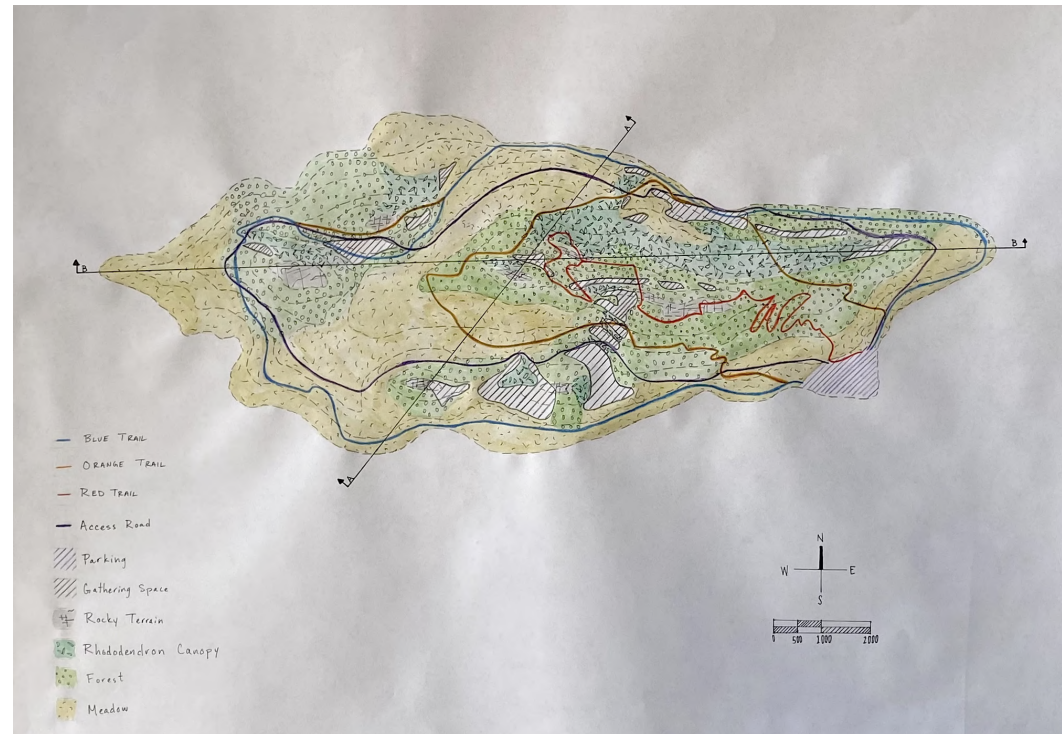 A
B
B
A
BLUE TRAIL
ORANGE TRAIL
RED TRAIL
Access Road
Parking
Gathering Space
Rocky Terrain
Rhododendron Canopy
Forest
Meadow
N
W E
S
0 500 1000 2000